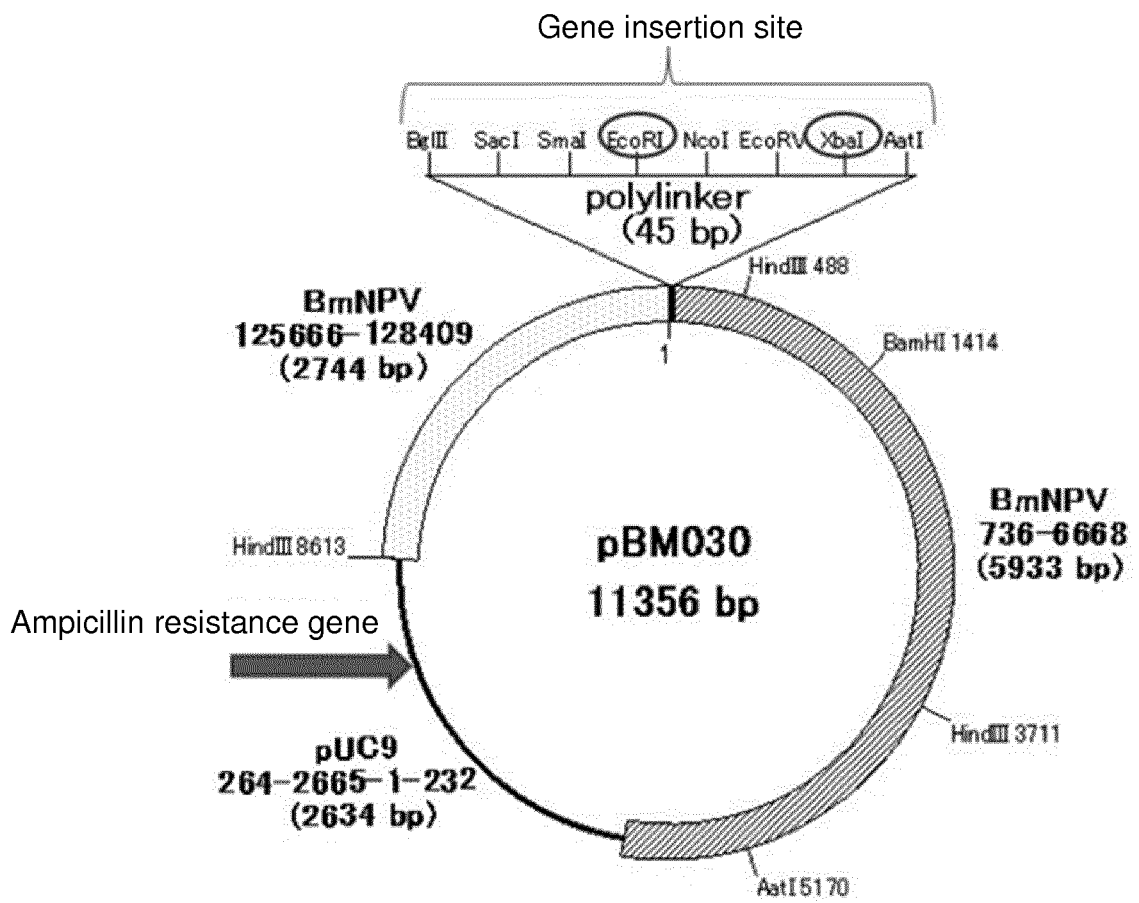 Gene insertion site
BglII SacI SmaI EcoRI NcoI EcoRV XbaI AatI
polylinker
(45 bp)
HindIII 488
BamHI 1414
BmNPV
125666-128409
(2744 bp)
1
BmNPV
736-6668
(5933 bp)
HindIII 8613
pBM030
11356 bp
Ampicillin resistance gene
HindIII 3711
pUC9
264-2665-1-232
(2634 bp)
AatI 5170